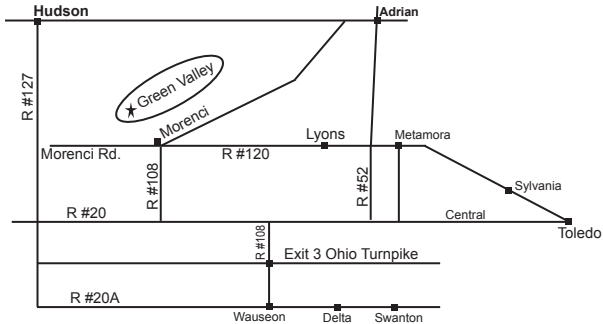 Hudson
Adrian
R #127
Green Valley
Morenci
Lyons
Metamora
Morenci Rd.
R #120
R #108
R #52
Sylvania
R #20
Central
Toledo
R #108
Exit 3 Ohio Turnpike
R #20A
Wauseon
Delta
Swanton